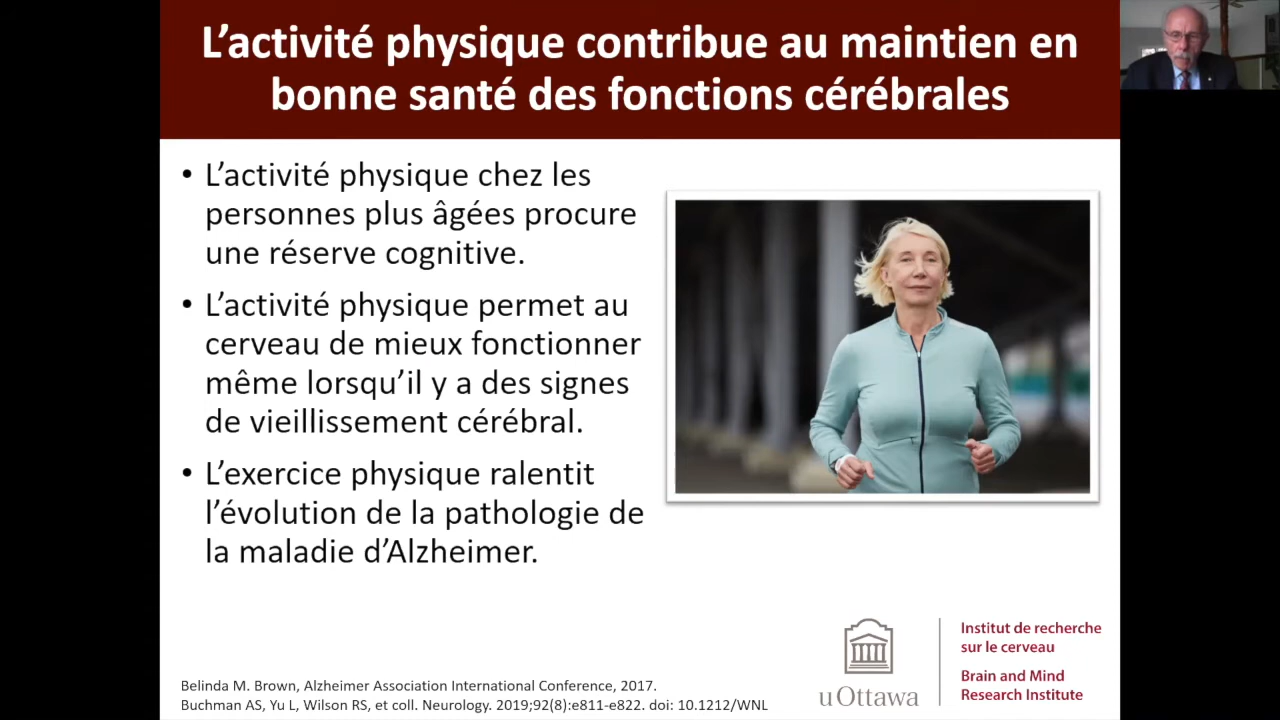 L’activité physique contribue au maintien en
bonne santé des fonctions cérébrales
• L’activité physique chez les
personnes plus âgées procure
une réserve cognitive.
• L’activité physique permet au
cerveau de mieux fonctionner
même lorsqu’il y a des signes
de vieillissement cérébral.
• L’exercice physique ralentit
l’évolution de la pathologie de
la maladie d’Alzheimer.
Belinda M. Brown, Alzheimer Association International Conference, 2017.
Buchman AS, Yu L, Wilson RS, et coll. Neurology. 2019;92(8):e811-e822. doi: 10.1212/WNL
uOttawa
Institut de recherche
sur le cerveau
Brain and Mind
Research Institute